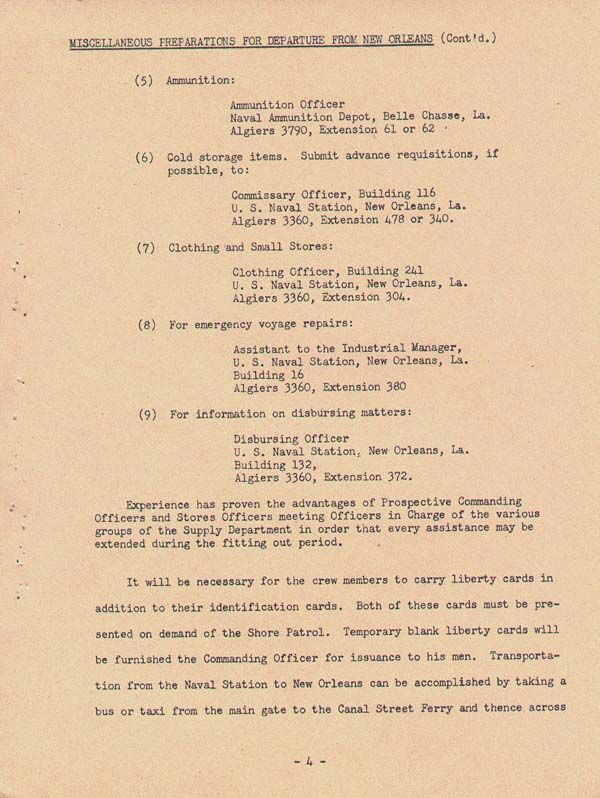 MISCELLANEOUS PREPARATIONS FOR DEPARTURE FROM NEW ORLEANS (Cont'd.)
(5) Ammunition:
Ammunition Officer
Naval Ammunition Depot, Belle Chasse, La.
Algiers 3790, Extension 61 or 62
(6) Cold storage items. Submit advance requisitions, if
possible, to:
Commissary Officer, Building 116
U. S. Naval Station, New Orleans, La.
Algiers 3360, Extension 478 or 340.
(7) Clothing and Small Stores:
Clothing Officer, Building 241
U. S. Naval Station, New Orleans, La.
Algiers 3360, Extension 304.
(8) For emergency voyage repairs:
Assistant to the Industrial Manager,
U. S. Naval Station, New Orleans, La.
Building 16
Algiers 3360, Extension 380
(9) For information on disbursing matters:
Disbursing Officer
U. S. Naval Station, New Orleans, La.
Building 132,
Algiers 3360, Extension 372.
Experience has proven the advantages of Prospective Commanding
Officers and Stores Officers meeting Officers in Charge of the various
groups of the Supply Department in order that every assistance may be
extended during the fitting out period.
It will be necessary for the crew members to carry liberty cards in
addition to their identification cards. Both of these cards must be pre-
sented on demand of the Shore Patrol. Temporary blank liberty cards will
be furnished the Commanding Officer for issuance to his men. Transporta-
tion from the Naval Station to New Orleans can be accomplished by taking a
bus or taxi from the main gate to the Canal Street Ferry and thence across
- 4 -